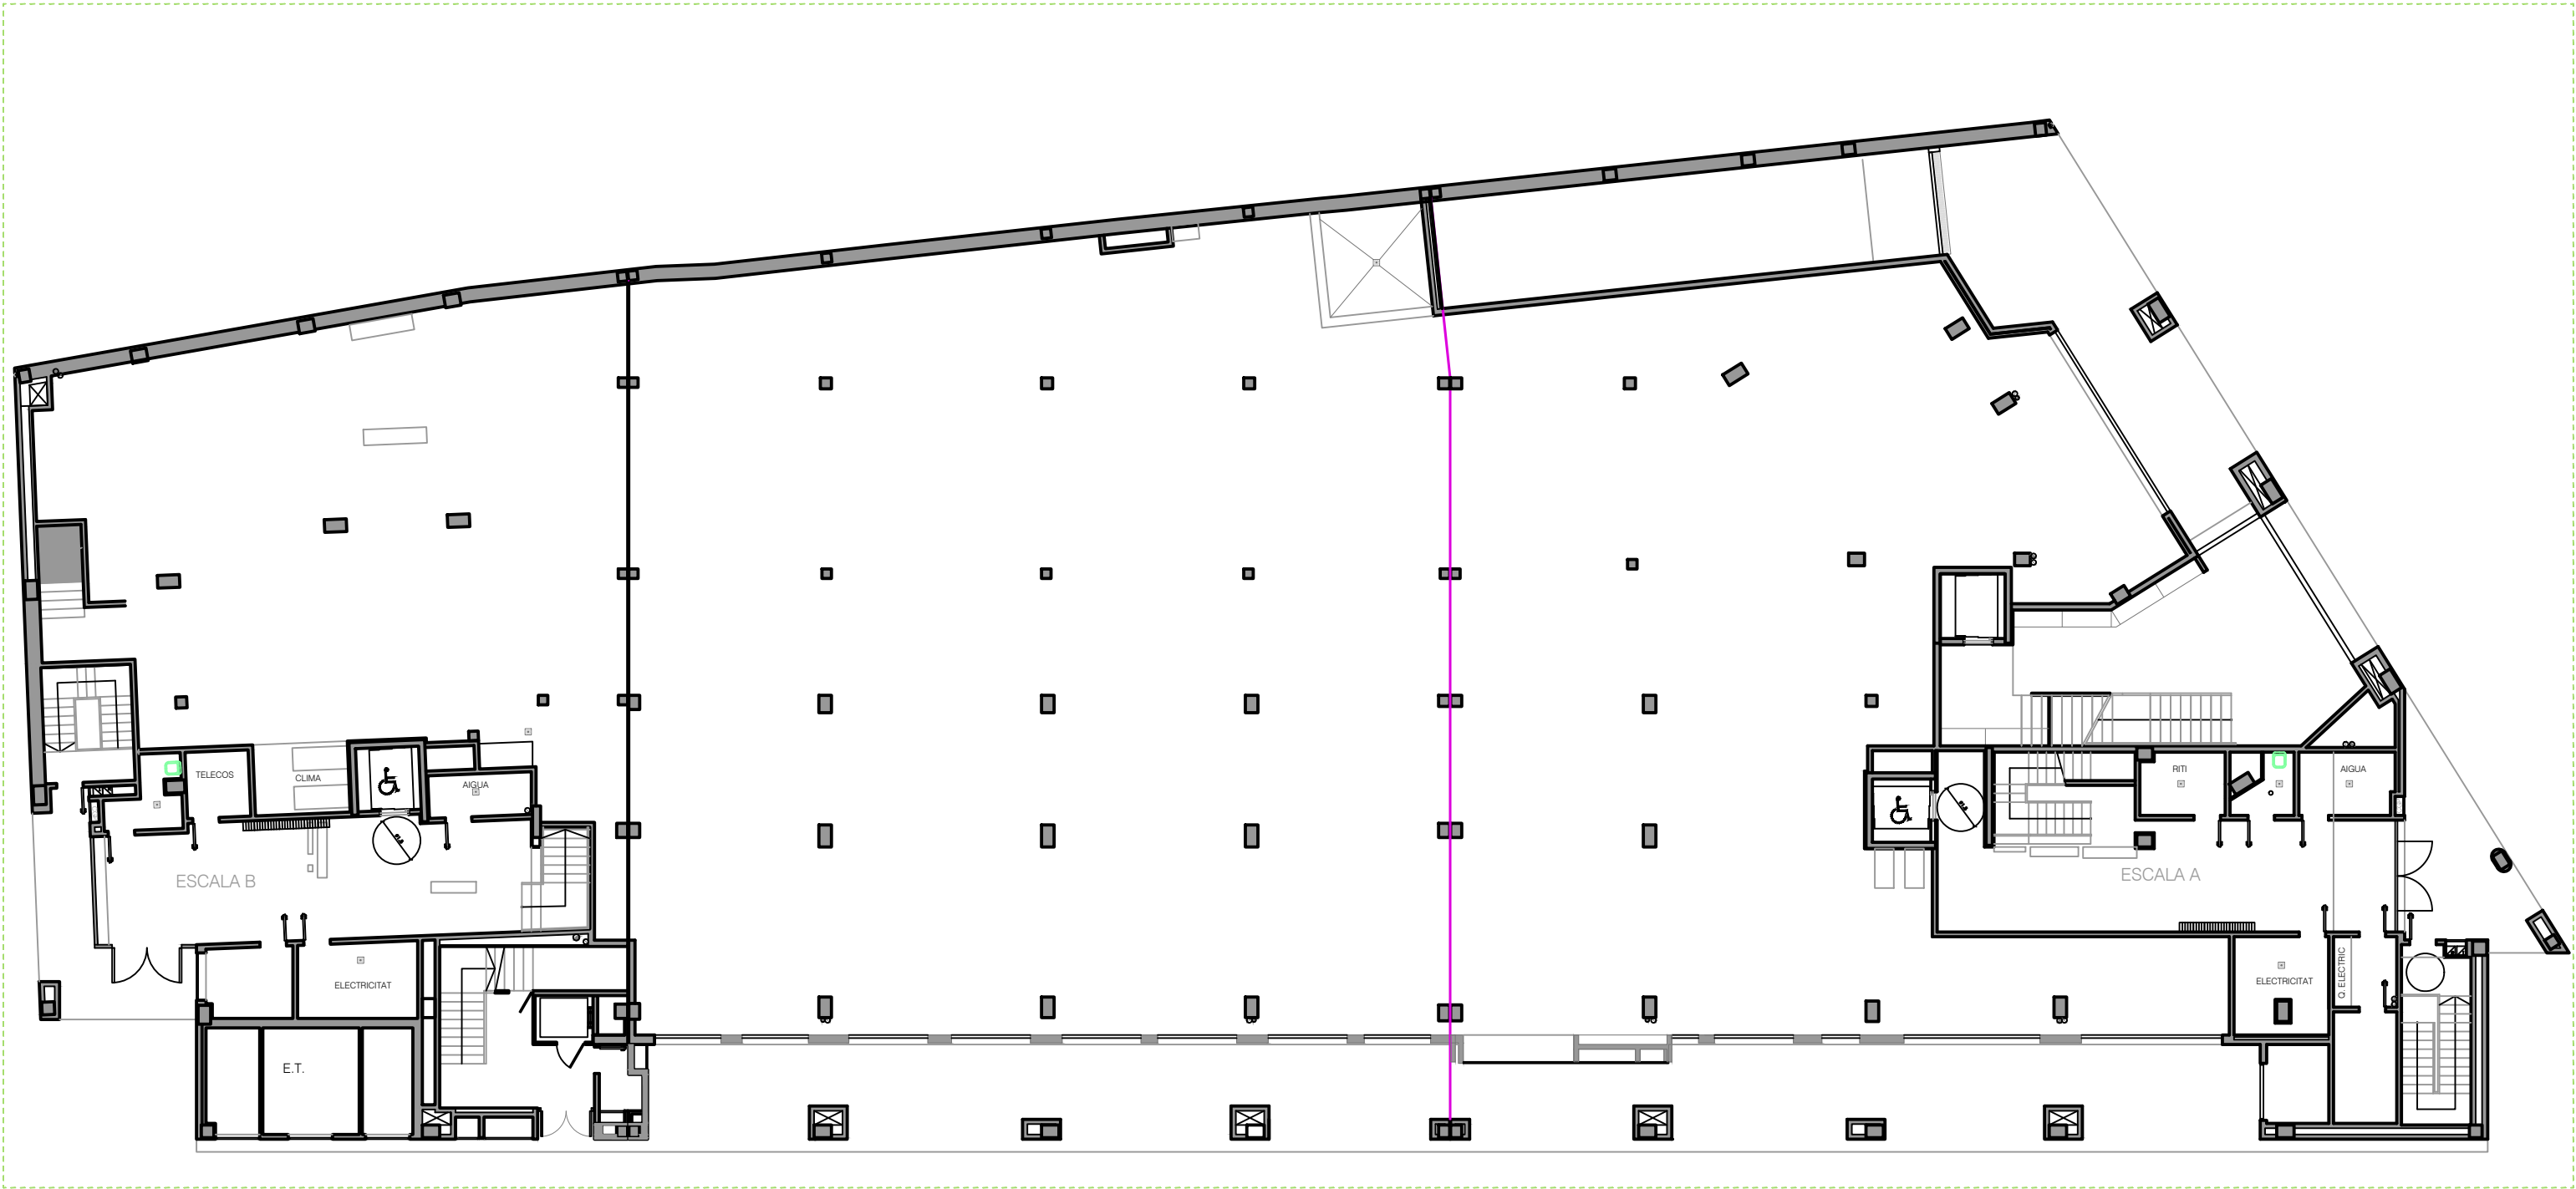 TELECOS
CLIMA
AIGUA
ESCALA B
ELECTRICITAT
E.T.
RITI
AIGUA
ESCALA A
ELECTRICITAT
Q. ELECTRIC